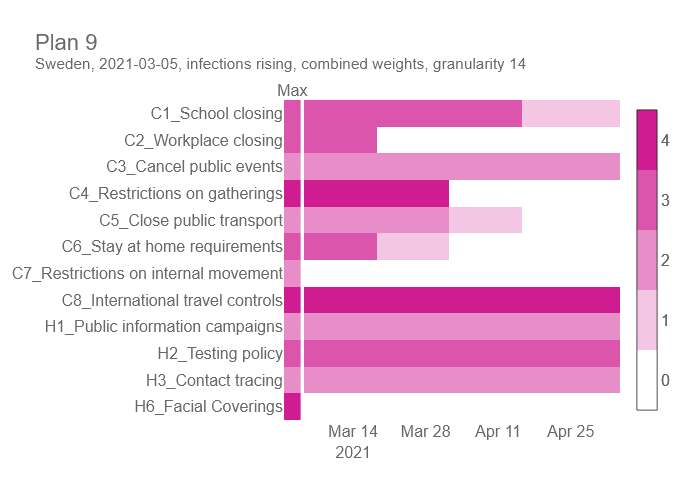 Plan 9
Sweden, 2021-03-05, infections rising, combined weights, granularity 14
Max
C1_School closing
C2_Workplace closing
C3_Cancel public events
C4_Restrictions on gatherings
C5_Close public transport
C6_Stay at home requirements
C7_Restrictions on internal movement
C8_International travel controls
H1_Public information campaigns
H2_Testing policy
H3_Contact tracing
H6_Facial Coverings
Mar 14 Mar 28 Apr 11 Apr 25
2021
4
3
2
1
0